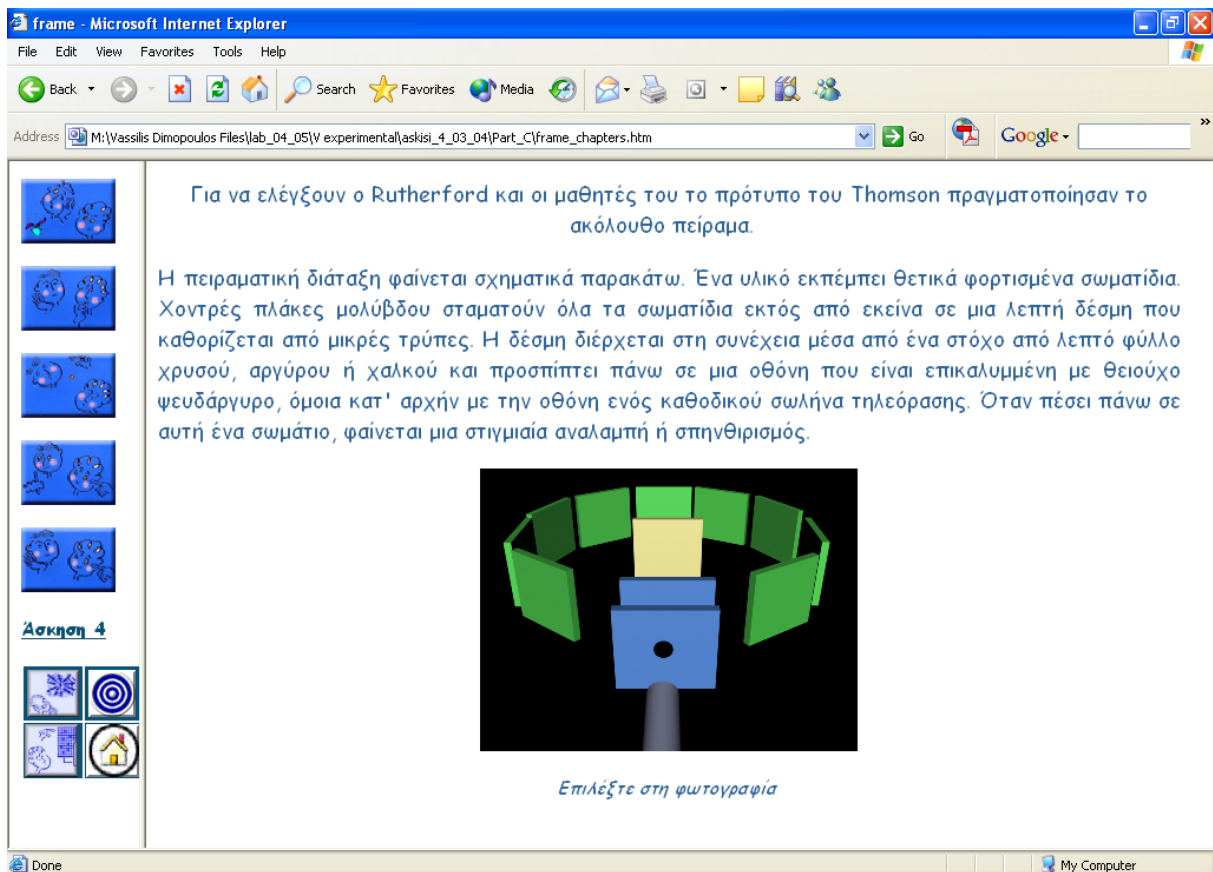 frame - Microsoft Internet Explorer
File Edit View Favorites Tools Help
Back Search Favorites Media
Address M:\Vassilis Dimopoulos Files\lab_04_05\V experimental\askisi_4_03_04\Part_C\frame_chapters.htm Go Google »
Για να ελέγξουν ο Rutherford και οι μαθητές του το πρότυπο του Thomson πραγματοποίησαν το
ακόλουθο πείραμα.
Η πειραματική διάταξη φαίνεται σχηματικά παρακάτω. Ένα υλικό εκπέμπει θετικά φορτισμένα σωματίδια.
Χοντρές πλάκες μολύβδου σταματούν όλα τα σωματίδια εκτός από εκείνα σε μια λεπτή δέσμη που
καθορίζεται από μικρές τρύπες. Η δέσμη διέρχεται στη συνέχεια μέσα από ένα στόχο από λεπτό φύλλο
χρυσού, αργύρου ή χαλκού και προσπίπτει πάνω σε μια οθόνη που είναι επικαλυμμένη με θειούχο
ψευδάργυρο, όμοια κατ' αρχήν με την οθόνη ενός καθοδικού σωλήνα τηλεόρασης. Όταν πέσει πάνω σε
αυτή ένα σωμάτιο, φαίνεται μια στιγμιαία αναλαμπή ή σπηνθιρισμός.
Άσκηση 4
Επιλέξτε στη φωτογραφία
Done My Computer